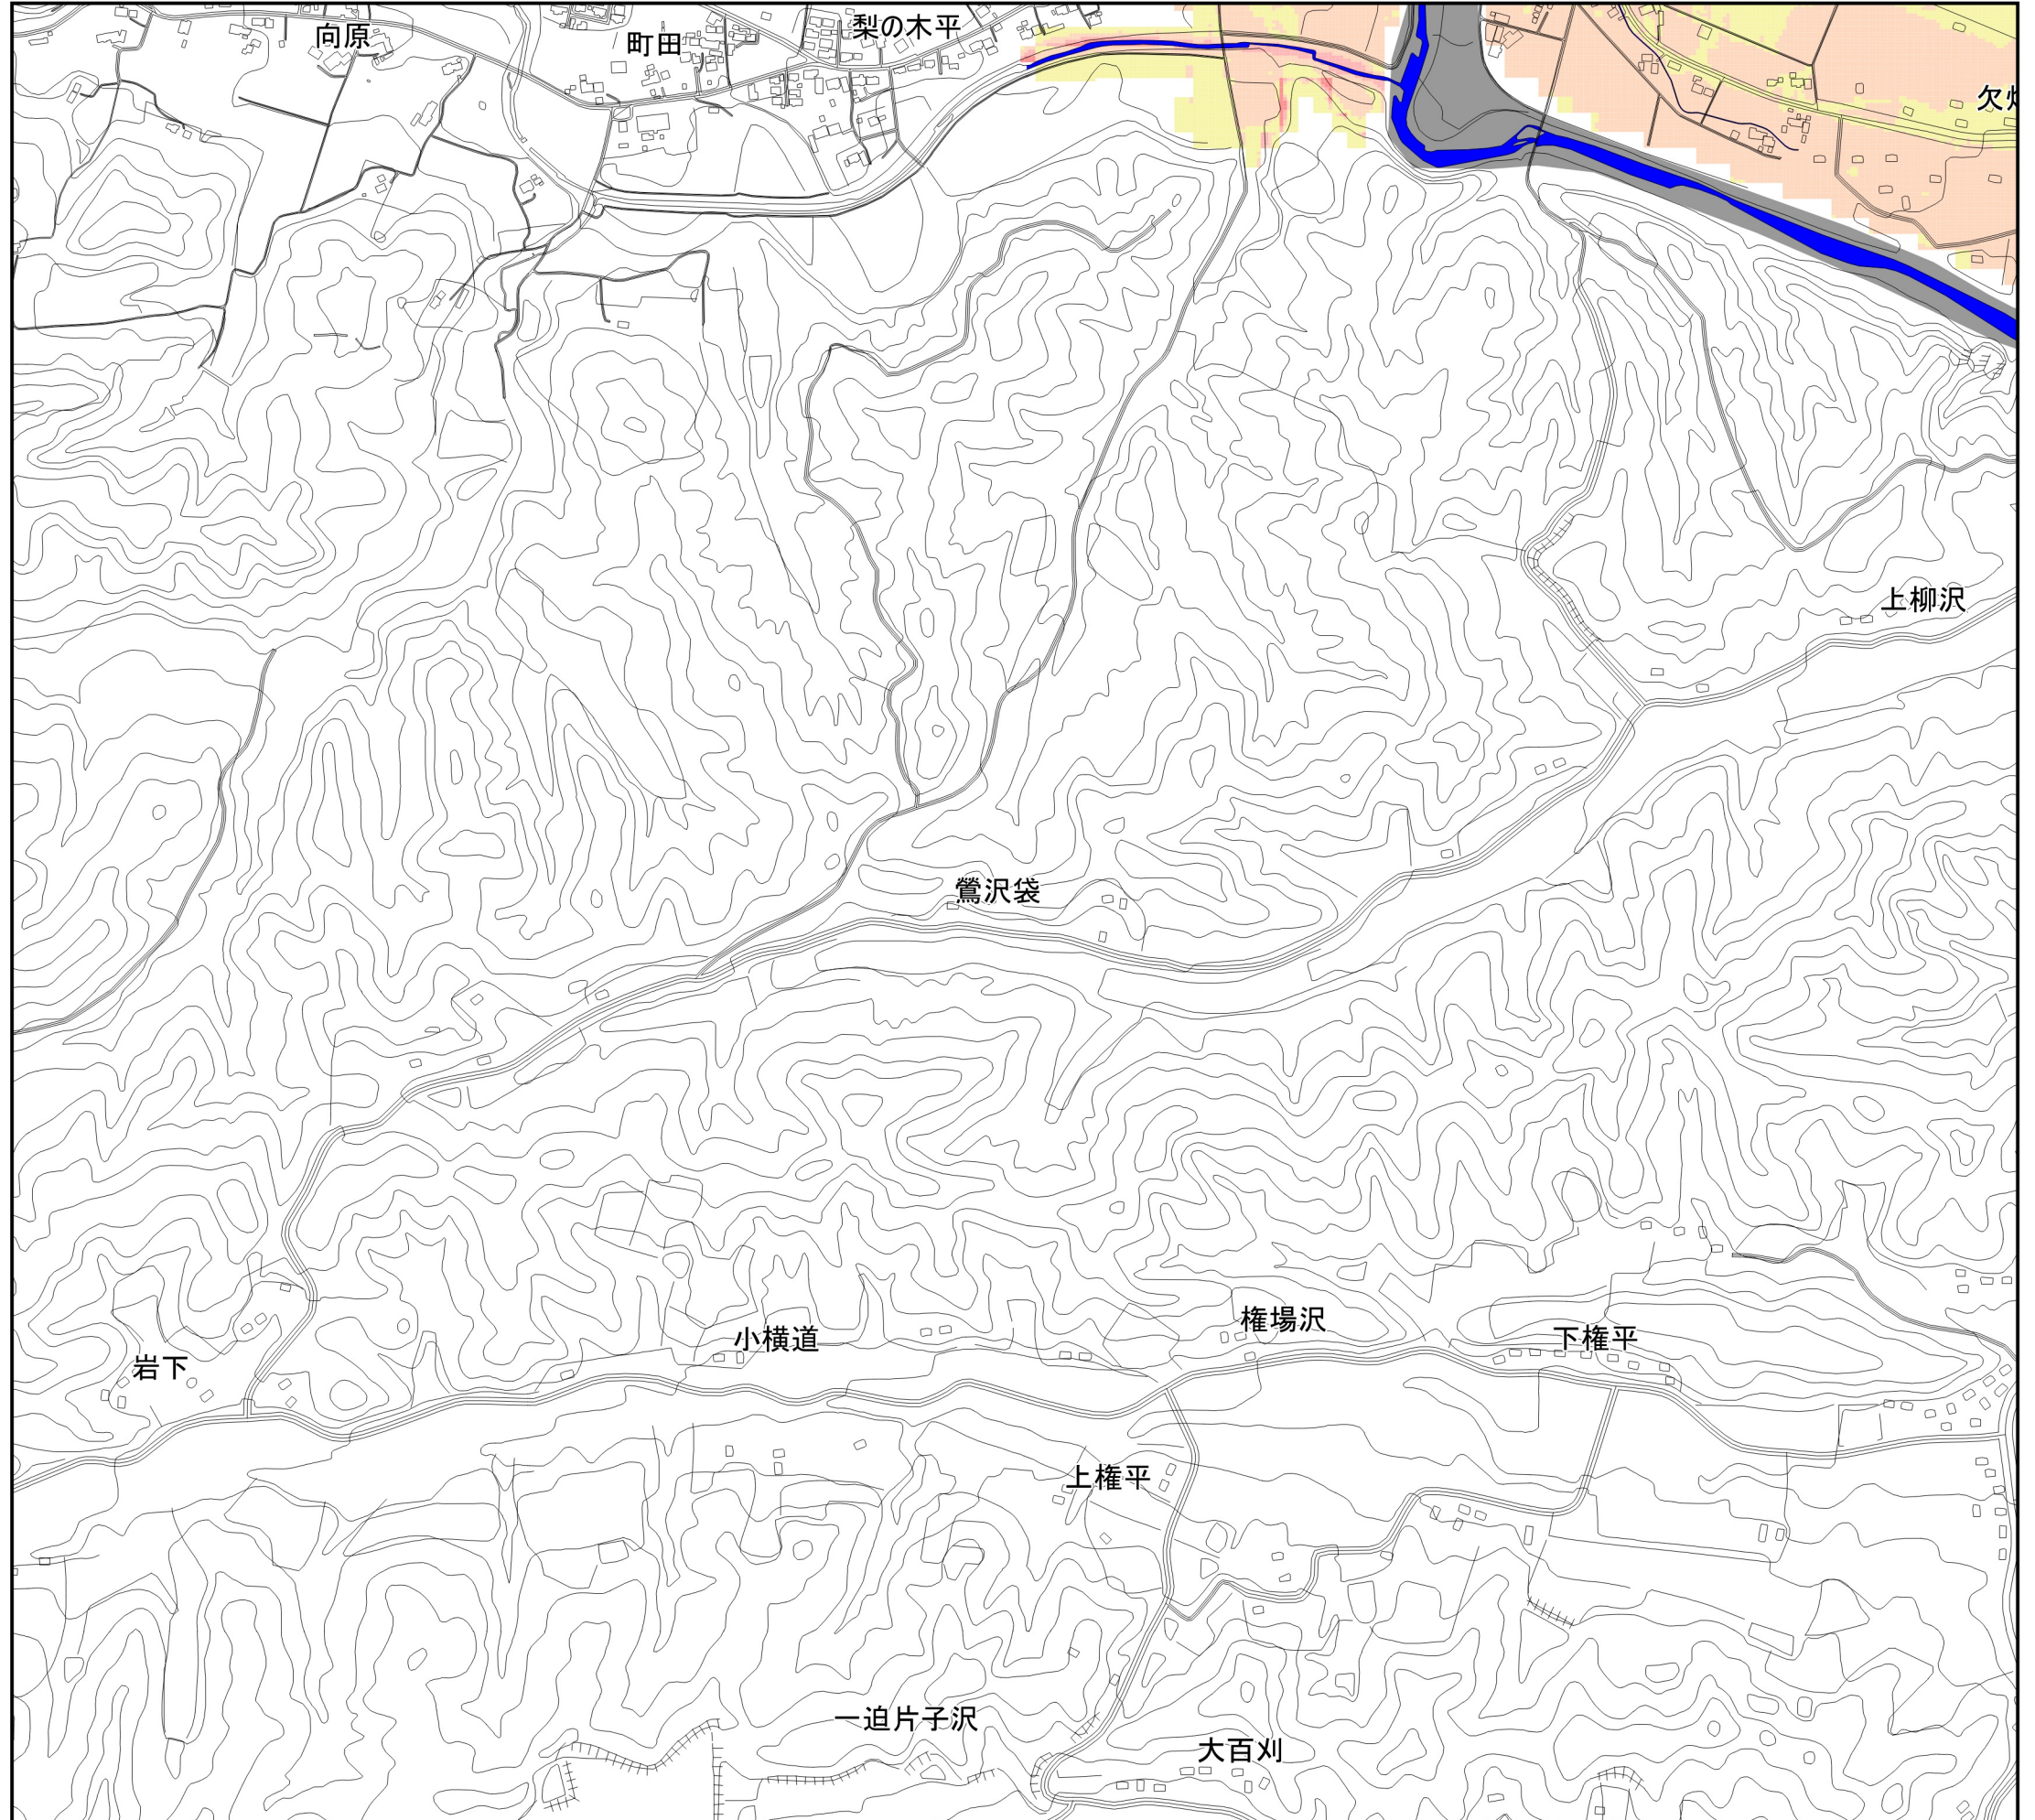 向原
町田
梨の木平
欠
上柳沢
鶯沢袋
権場沢
小横道
下権平
岩下
上権平
一迫片子沢
大百刈